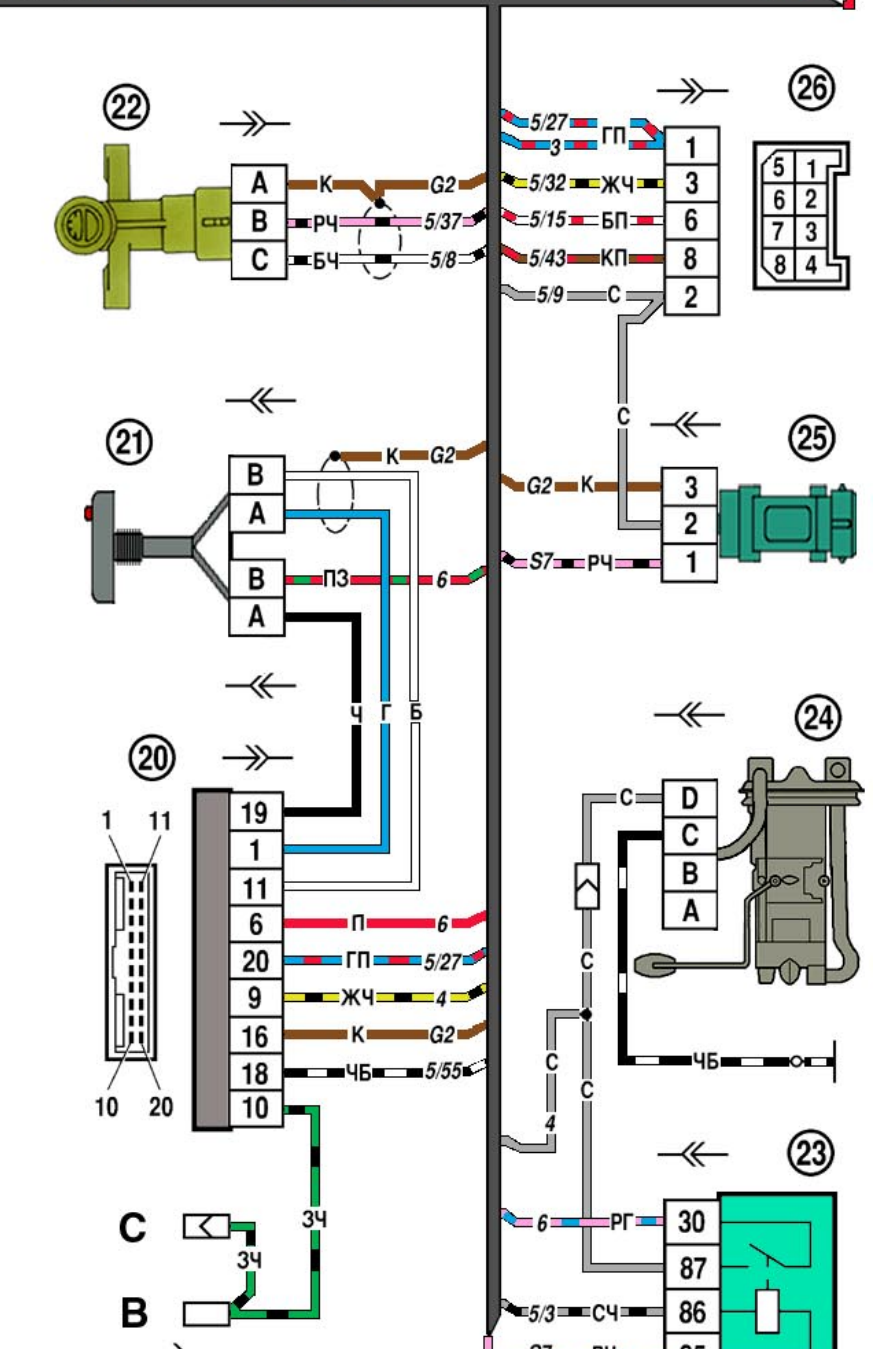 22
A К G2
B РЧ 5/37
C БЧ 5/8
26
5/27 ГП 1
3
5/32 ЖЧ 3
5/15 БП 6
5/43 КП 8
5/9 С 2
5 1
6 2
7 3
8 4
С
21
К G2
B
A
B ПЗ 6
A
25
G2 К 3
2
S7 РЧ 1
Ч Г Б
20
1 11
10 20
19
1
11
6 П 6
20 ГП 5/27
9 ЖЧ 4
16 К G2
18 ЧБ 5/55
10
ЗЧ
C
ЗЧ
B
24
С D
C
B
A
С
С
С
4
ЧБ
23
6 РГ 30
87
5/3 СЧ 86